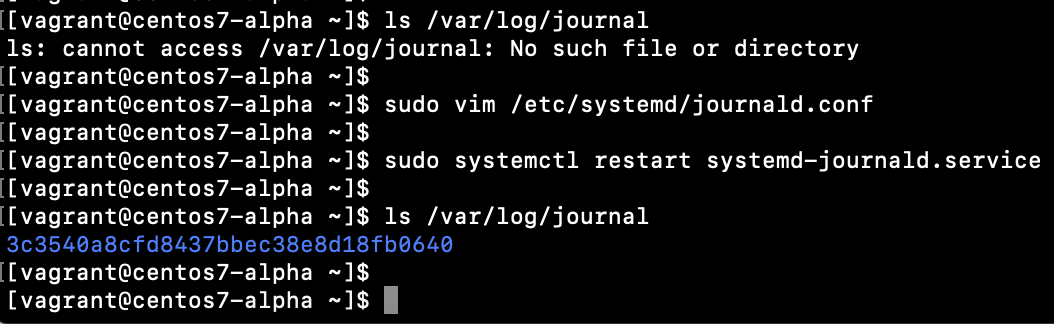 [[vagrant@centos7-alpha ~]$ ls /var/log/journal
ls: cannot access /var/log/journal: No such file or directory
[[vagrant@centos7-alpha ~]$
[[vagrant@centos7-alpha ~]$ sudo vim /etc/systemd/journald.conf
[[vagrant@centos7-alpha ~]$
[[vagrant@centos7-alpha ~]$ sudo systemctl restart systemd-journald.service
[[vagrant@centos7-alpha ~]$
[[vagrant@centos7-alpha ~]$ ls /var/log/journal
3c3540a8cfd8437bbec38e8d18fb0640
[[vagrant@centos7-alpha ~]$
[vagrant@centos7-alpha ~]$